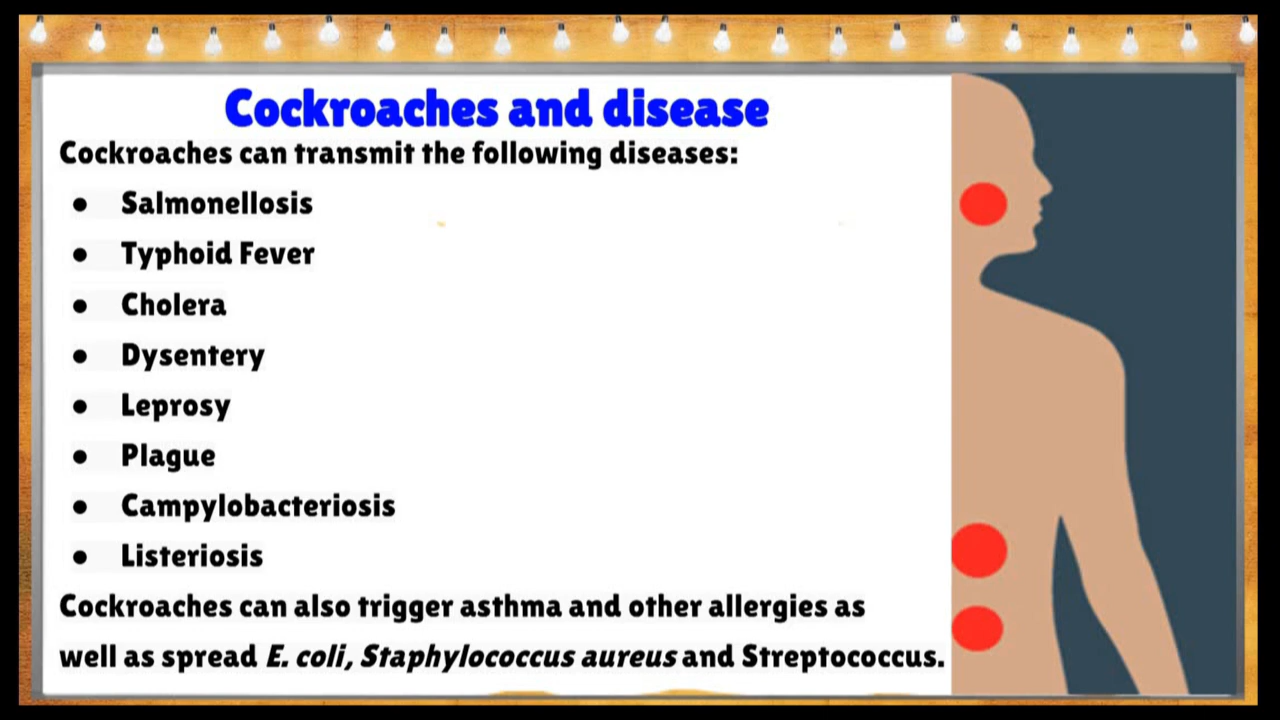 Cockroaches and disease
Cockroaches can transmit the following diseases:
● Salmonellosis
● Typhoid Fever
● Cholera
● Dysentery
● Leprosy
● Plague
● Campylobacteriosis
● Listeriosis
Cockroaches can also trigger asthma and other allergies as
well as spread E. coli, Staphylococcus aureus and Streptococcus.